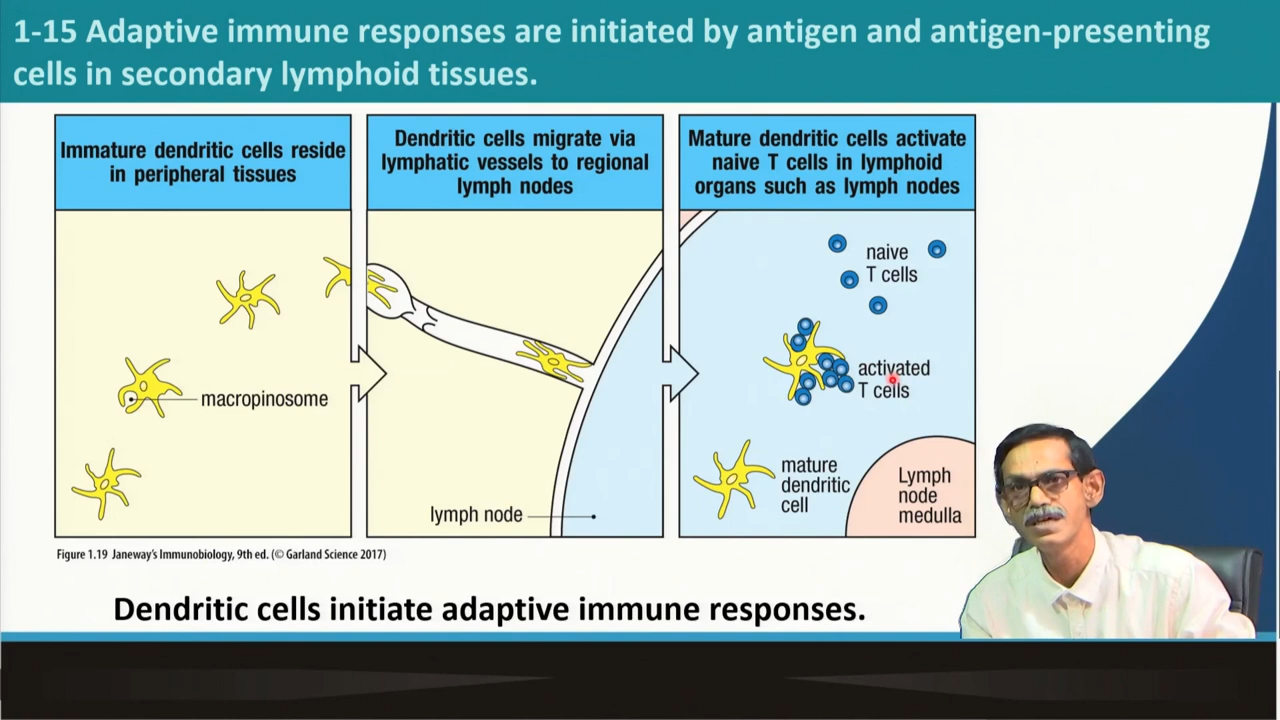 1-15 Adaptive immune responses are initiated by antigen and antigen-presenting
cells in secondary lymphoid tissues.
Immature dendritic cells reside
in peripheral tissues
macropinosome
Dendritic cells migrate via
lymphatic vessels to regional
lymph nodes
lymph node
Mature dendritic cells activate
naive T cells in lymphoid
organs such as lymph nodes
naive
T cells
activated
T cells
mature
dendritic
cell
Lymph
node
medulla
Figure 1.19 Janeway's Immunobiology, 9th ed. (© Garland Science 2017)
Dendritic cells initiate adaptive immune responses.